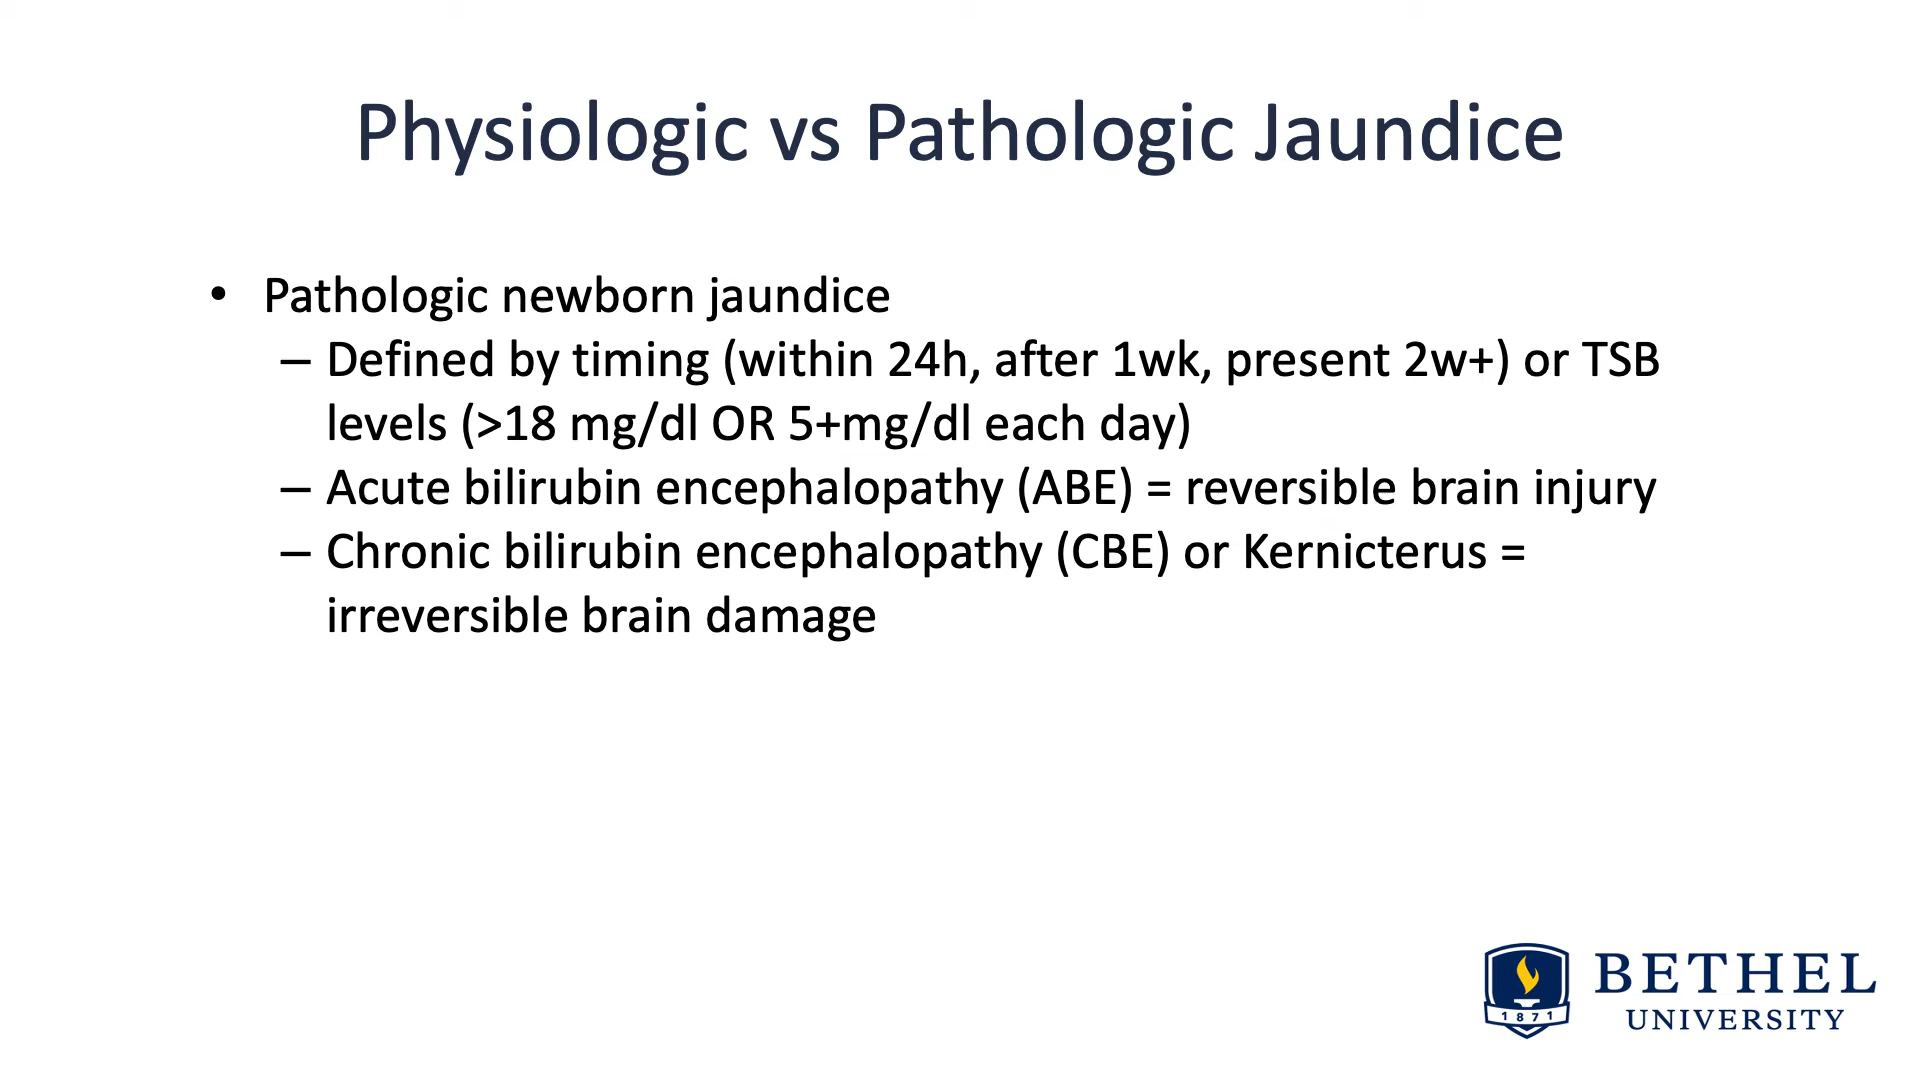 Physiologic vs Pathologic Jaundice
• Pathologic newborn jaundice
– Defined by timing (within 24h, after 1wk, present 2w+) or TSB
levels (>18 mg/dl OR 5+mg/dl each day)
– Acute bilirubin encephalopathy (ABE) = reversible brain injury
– Chronic bilirubin encephalopathy (CBE) or Kernicterus =
irreversible brain damage
1871
BETHEL
UNIVERSITY